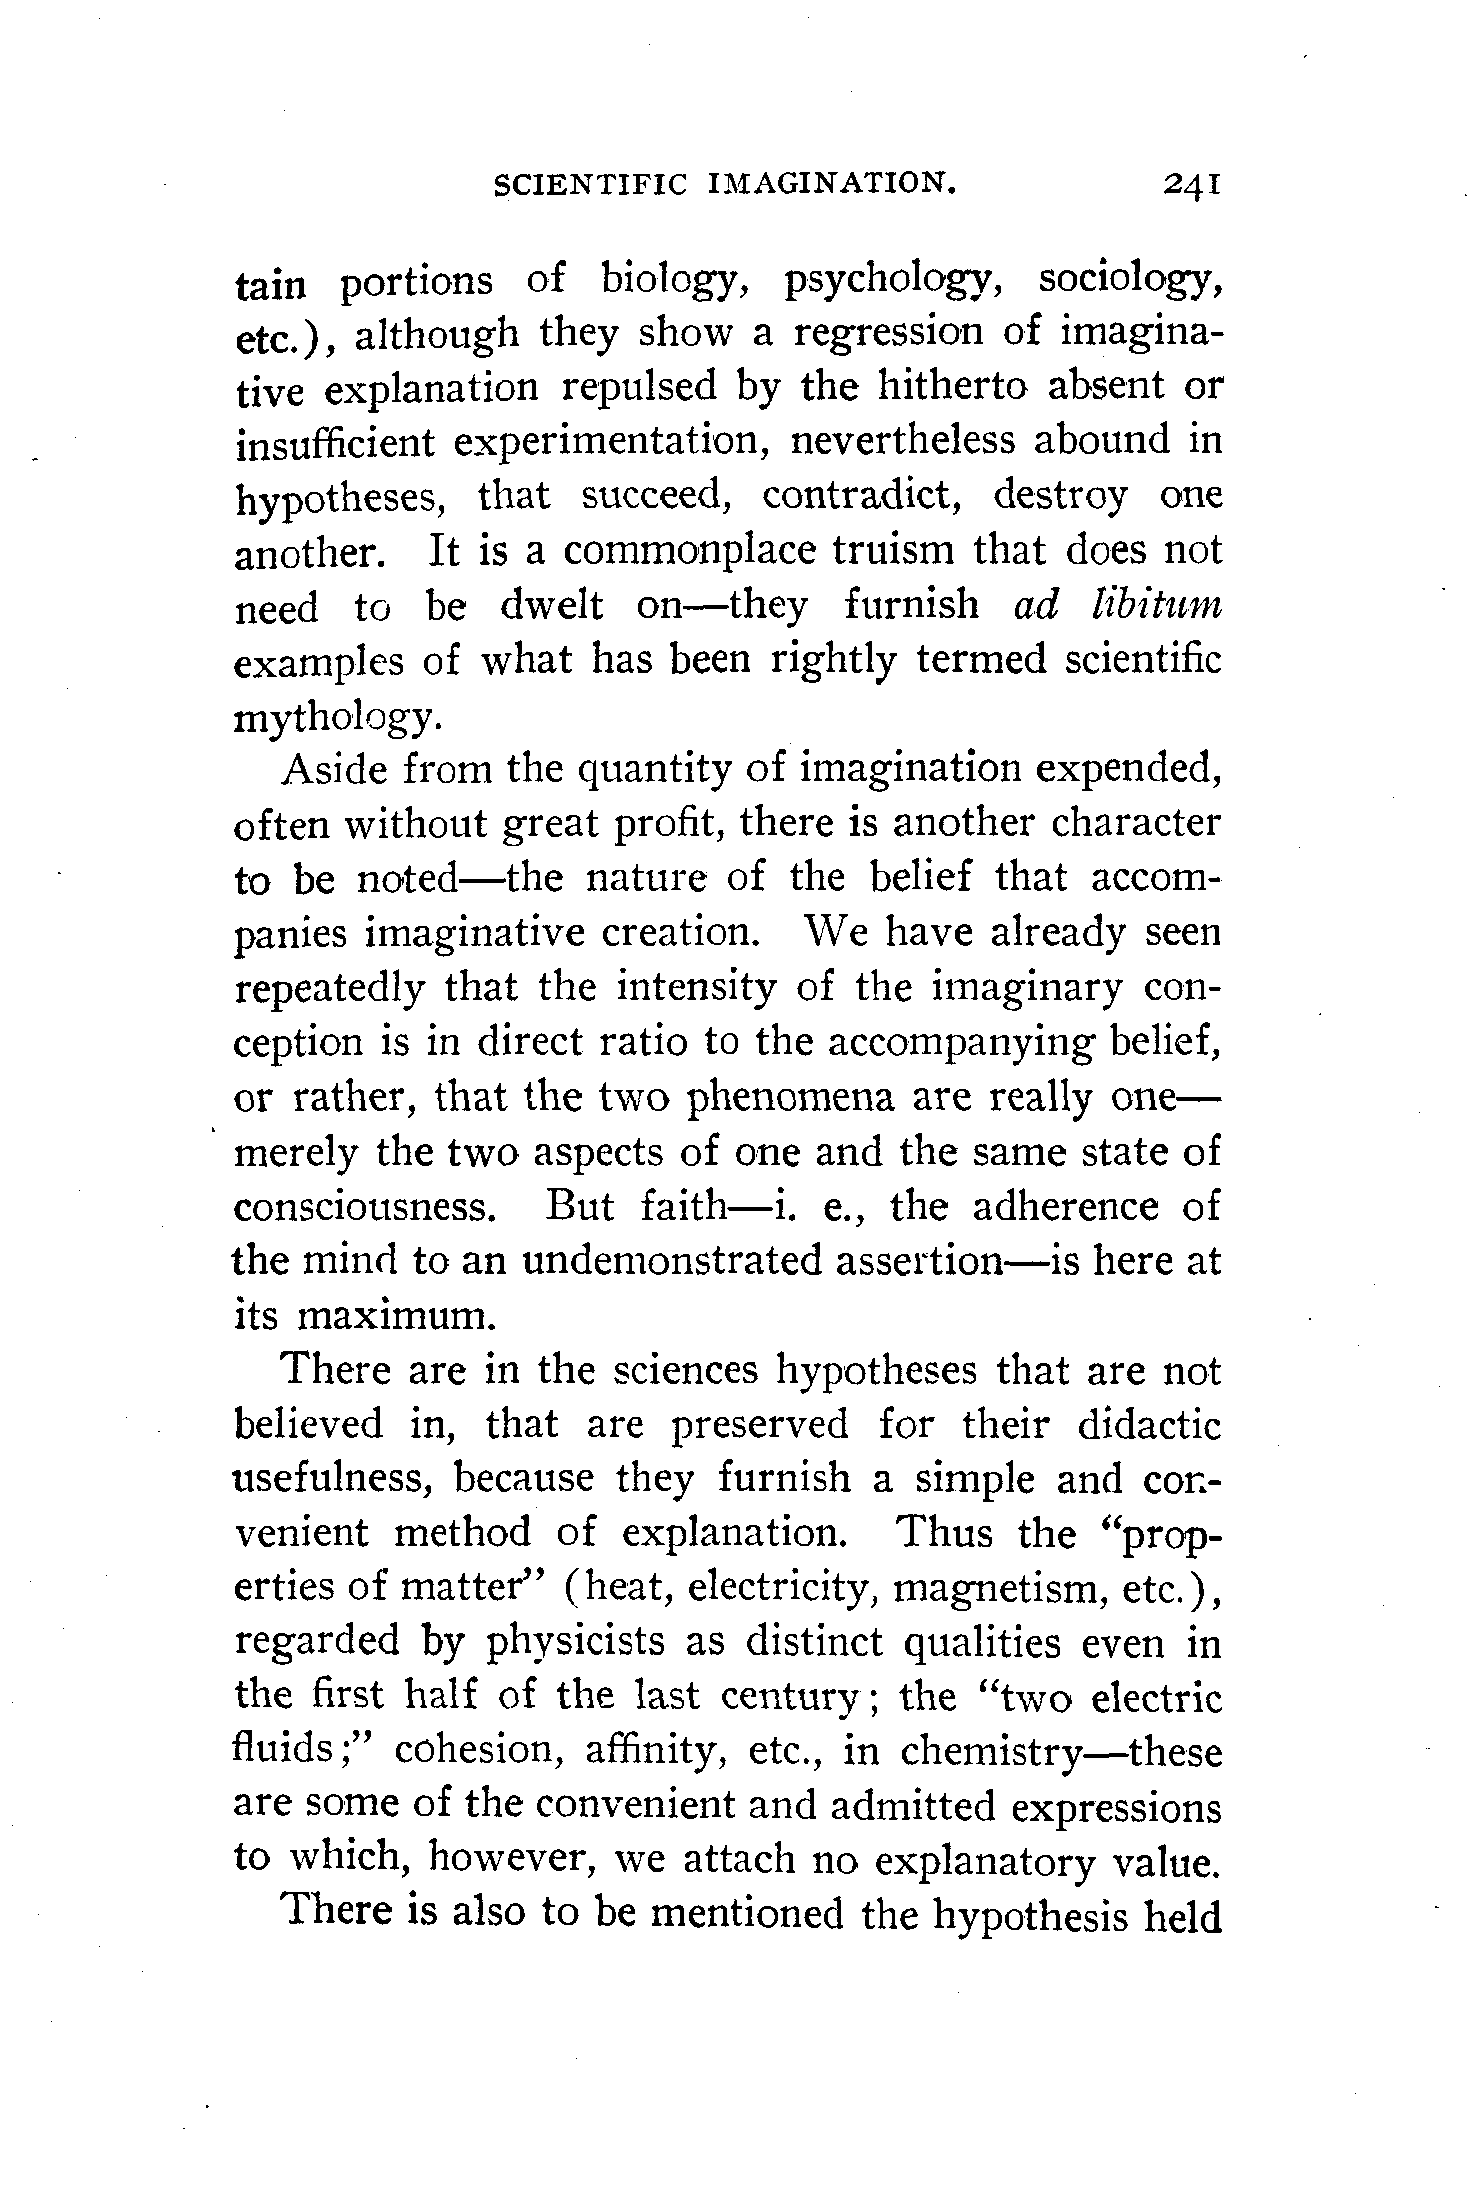 SCIENTIFIC IMAGINATION. 241
tain portions of biology, psychology, sociology,
etc.), although they show a regression of imagina-
tive explanation repulsed by the hitherto absent or
insufficient experimentation, nevertheless abound in
hypotheses, that succeed, contradict, destroy one
another. It is a commonplace truism that does not
need to be dwelt on—they furnish ad libitum
examples of what has been rightly termed scientific
mythology.
Aside from the quantity of imagination expended,
often without great profit, there is another character
to be noted—the nature of the belief that accom-
panies imaginative creation. We have already seen
repeatedly that the intensity of the imaginary con-
ception is in direct ratio to the accompanying belief,
or rather, that the two phenomena are really one—
merely the two aspects of one and the same state of
consciousness. But faith—i. e., the adherence of
the mind to an undemonstrated assertion—is here at
its maximum.
There are in the sciences hypotheses that are not
believed in, that are preserved for their didactic
usefulness, because they furnish a simple and con-
venient method of explanation. Thus the “prop-
erties of matter” (heat, electricity, magnetism, etc.),
regarded by physicists as distinct qualities even in
the first half of the last century; the “two electric
fluids;” cohesion, affinity, etc., in chemistry—these
are some of the convenient and admitted expressions
to which, however, we attach no explanatory value.
There is also to be mentioned the hypothesis held